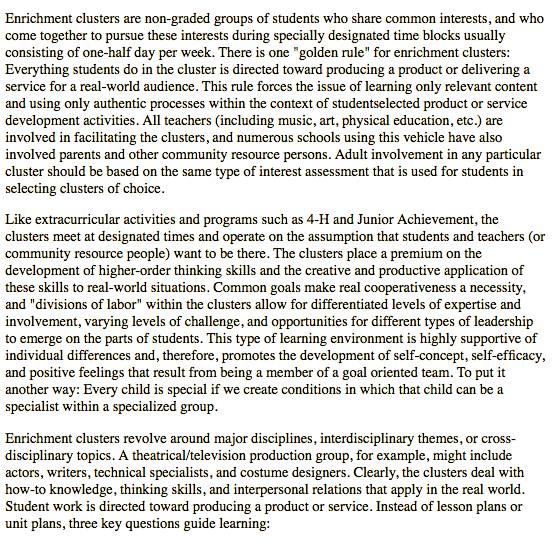 Enrichment clusters are non-graded groups of students who share common interests, and who
come together to pursue these interests during specially designated time blocks usually
consisting of one-half day per week. There is one "golden rule" for enrichment clusters:
Everything students do in the cluster is directed toward producing a product or delivering a
service for a real-world audience. This rule forces the issue of learning only relevant content
and using only authentic processes within the context of studentselected product or service
development activities. All teachers (including music, art, physical education, etc.) are
involved in facilitating the clusters, and numerous schools using this vehicle have also
involved parents and other community resource persons. Adult involvement in any particular
cluster should be based on the same type of interest assessment that is used for students in
selecting clusters of choice.
Like extracurricular activities and programs such as 4-H and Junior Achievement, the
clusters meet at designated times and operate on the assumption that students and teachers (or
community resource people) want to be there. The clusters place a premium on the
development of higher-order thinking skills and the creative and productive application of
these skills to real-world situations. Common goals make real cooperativeness a necessity,
and "divisions of labor" within the clusters allow for differentiated levels of expertise and
involvement, varying levels of challenge, and opportunities for different types of leadership
to emerge on the parts of students. This type of learning environment is highly supportive of
individual differences and, therefore, promotes the development of self-concept, self-efficacy,
and positive feelings that result from being a member of a goal oriented team. To put it
another way: Every child is special if we create conditions in which that child can be a
specialist within a specialized group.
Enrichment clusters revolve around major disciplines, interdisciplinary themes, or cross-
disciplinary topics. A theatrical/television production group, for example, might include
actors, writers, technical specialists, and costume designers. Clearly, the clusters deal with
how-to knowledge, thinking skills, and interpersonal relations that apply in the real world.
Student work is directed toward producing a product or service. Instead of lesson plans or
unit plans, three key questions guide learning: